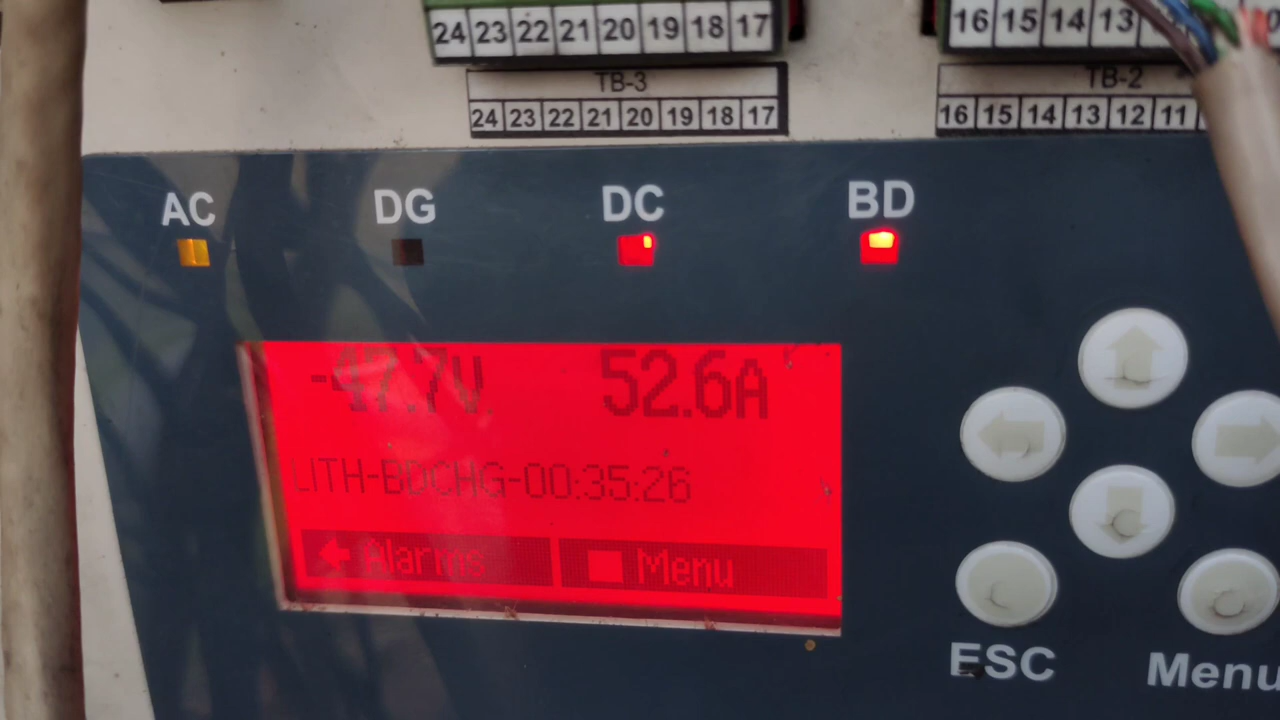 24 23 22 21 20 19 18 17
16 15 14 13
TB-3
TB-2
24 23 22 21 20 19 18 17
16 15 14 13 12 11
AC DG DC BD
-47.7V 52.6A
LITH-BDCHG-00:35:26
Alarms Menu
ESC Menu